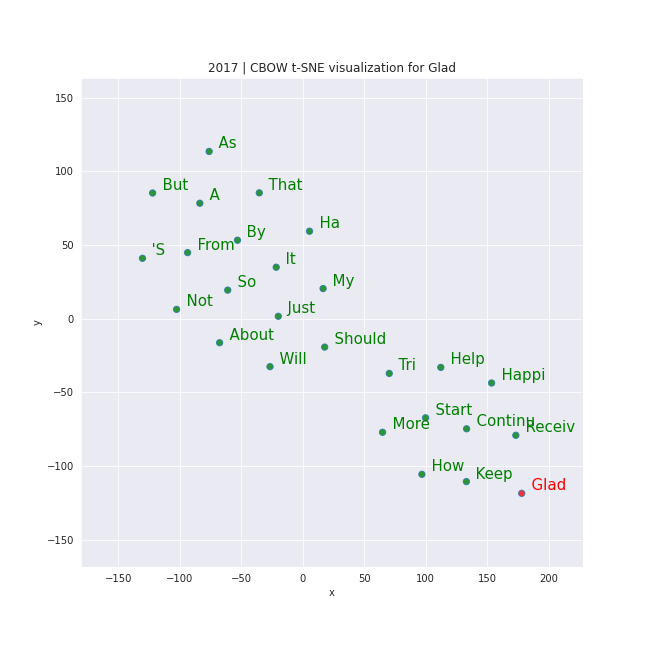 2017 | CBOW t-SNE visualization for Glad
150
100
50
0
−50
−100
−150
y
As
But
A
That
Ha
By
From
'S
It
So
My
Not
Just
About
Should
Will
Tri
Help
Happi
Start
More
Continu
Receiv
How
Keep
Glad
−150
−100
−50
0
50
100
150
200
x